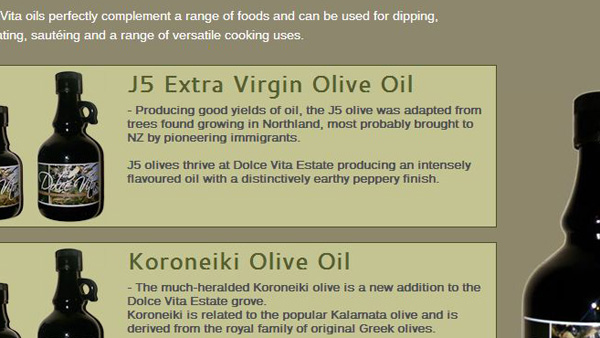 Vita oils perfectly complement a range of foods and can be used for dipping,
ating, sautéing and a range of versatile cooking uses.
J5 Extra Virgin Olive Oil
- Producing good yields of oil, the J5 olive was adapted from
trees found growing in Northland, most probably brought to
NZ by pioneering immigrants.
J5 olives thrive at Dolce Vita Estate producing an intensely
flavoured oil with a distinctively earthy peppery finish.
Dolce Vita
Koroneiki Olive Oil
- The much-heralded Koroneiki olive is a new addition to the
Dolce Vita Estate grove.
Koroneiki is related to the popular Kalamata olive and is
derived from the royal family of original Greek olives.